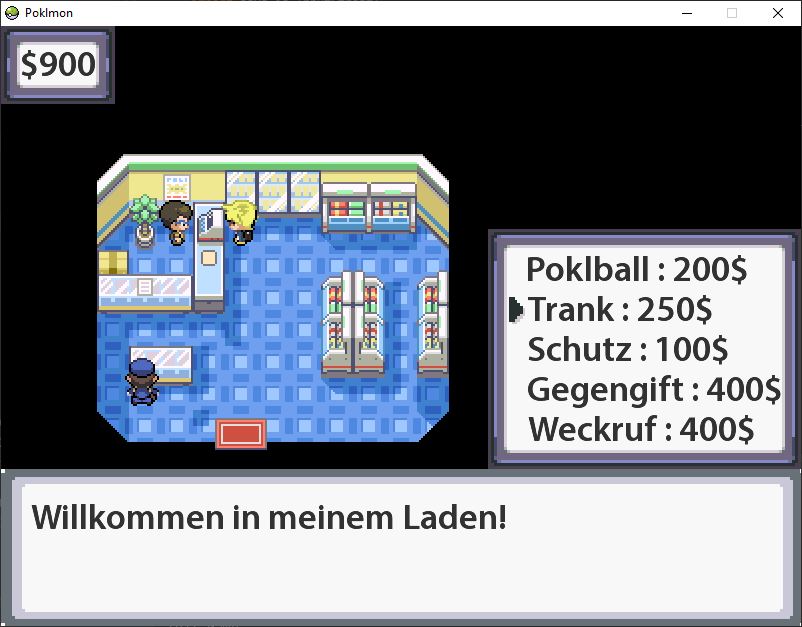 Poklmon
$900
Poklball : 200$
Trank : 250$
Schutz : 100$
Gegengift : 400$
Weckruf : 400$
Willkommen in meinem Laden!